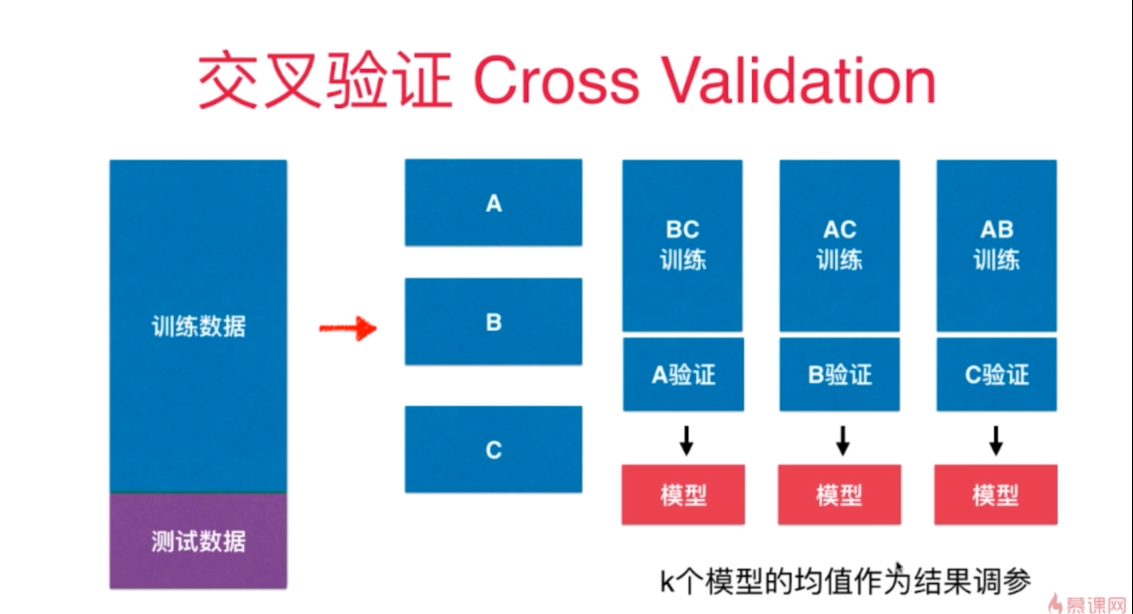 交叉验证 Cross Validation
训练数据
测试数据
A
B
C
BC
训练
A验证
模型
AC
训练
B验证
模型
AB
训练
C验证
模型
k个模型的均值作为结果调参
慕课网